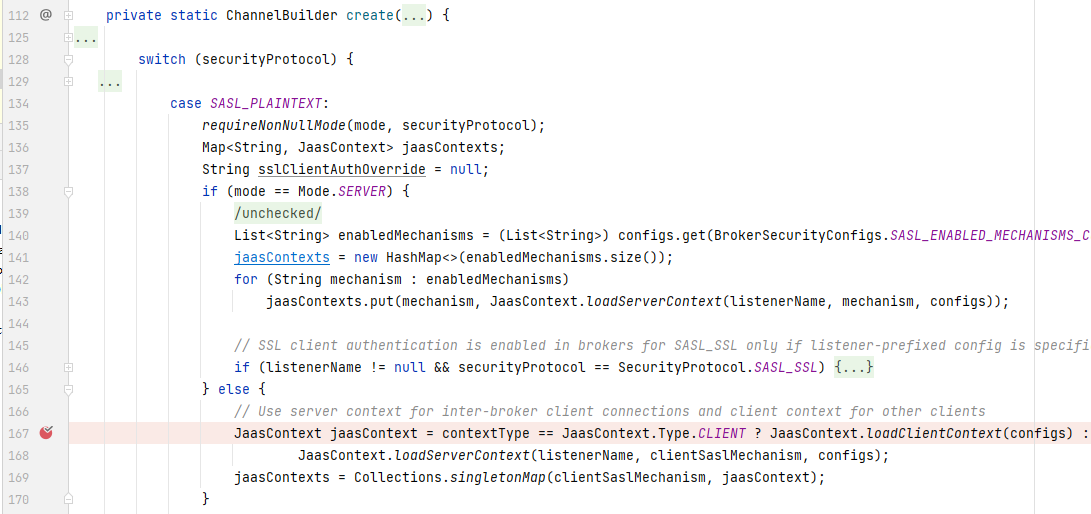 112 @ private static ChannelBuilder create(...) {
125 ...
128 switch (securityProtocol) {
129 ...
134 case SASL_PLAINTEXT:
135 requireNonNullMode(mode, securityProtocol);
136 Map<String, JaasContext> jaasContexts;
137 String sslClientAuthOverride = null;
138 if (mode == Mode.SERVER) {
139 /unchecked/
140 List<String> enabledMechanisms = (List<String>) configs.get(BrokerSecurityConfigs.SASL_ENABLED_MECHANISMS_C
141 jaasContexts = new HashMap<>(enabledMechanisms.size());
142 for (String mechanism : enabledMechanisms)
143 jaasContexts.put(mechanism, JaasContext.loadServerContext(listenerName, mechanism, configs));
144
145 // SSL client authentication is enabled in brokers for SASL_SSL only if listener-prefixed config is specifi
146 if (listenerName != null && securityProtocol == SecurityProtocol.SASL_SSL) {...}
165 } else {
166 // Use server context for inter-broker client connections and client context for other clients
167 JaasContext jaasContext = contextType == JaasContext.Type.CLIENT ? JaasContext.loadClientContext(configs) :
168 JaasContext.loadServerContext(listenerName, clientSaslMechanism, configs);
169 jaasContexts = Collections.singletonMap(clientSaslMechanism, jaasContext);
170 }